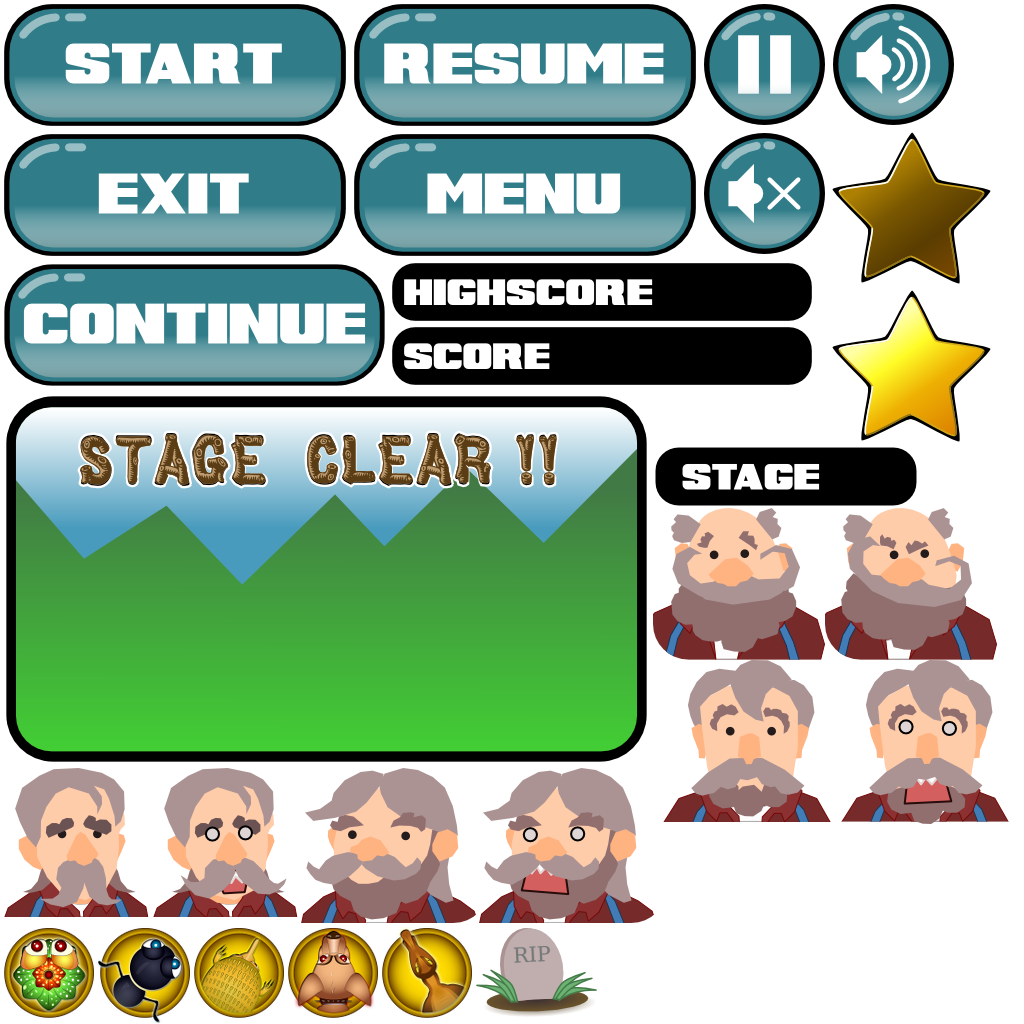 START
RESUME
EXIT
MENU
CONTINUE
HIGHSCORE
SCORE
STAGE CLEAR !!
STAGE
RIP